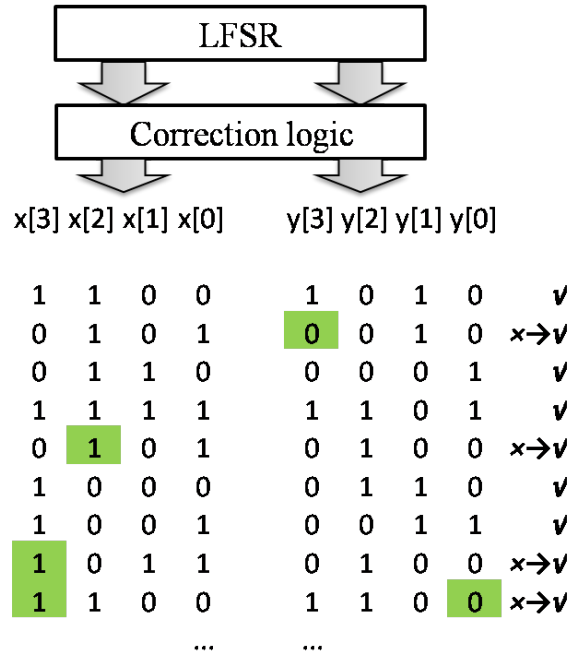 LFSR
Correction logic
x[3] x[2] x[1] x[0] y[3] y[2] y[1] y[0]
1 1 0 0 1 0 1 0 √
0 1 0 1 0 0 1 0 ×→√
0 1 1 0 0 0 0 1 √
1 1 1 1 1 1 0 1 √
0 1 0 1 0 1 0 0 ×→√
1 0 0 0 0 1 1 0 √
1 0 0 1 0 0 1 1 √
1 0 1 1 0 1 0 0 ×→√
1 1 0 0 1 1 0 0 ×→√
... ...